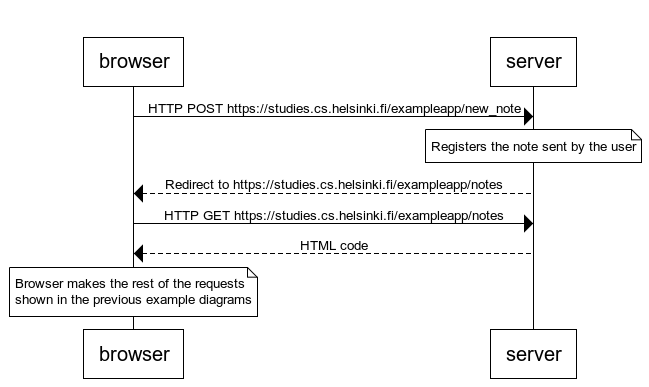 browser
server
HTTP POST https://studies.cs.helsinki.fi/exampleapp/new_note
Registers the note sent by the user
Redirect to https://studies.cs.helsinki.fi/exampleapp/notes
HTTP GET https://studies.cs.helsinki.fi/exampleapp/notes
HTML code
Browser makes the rest of the requests
shown in the previous example diagrams
browser
server